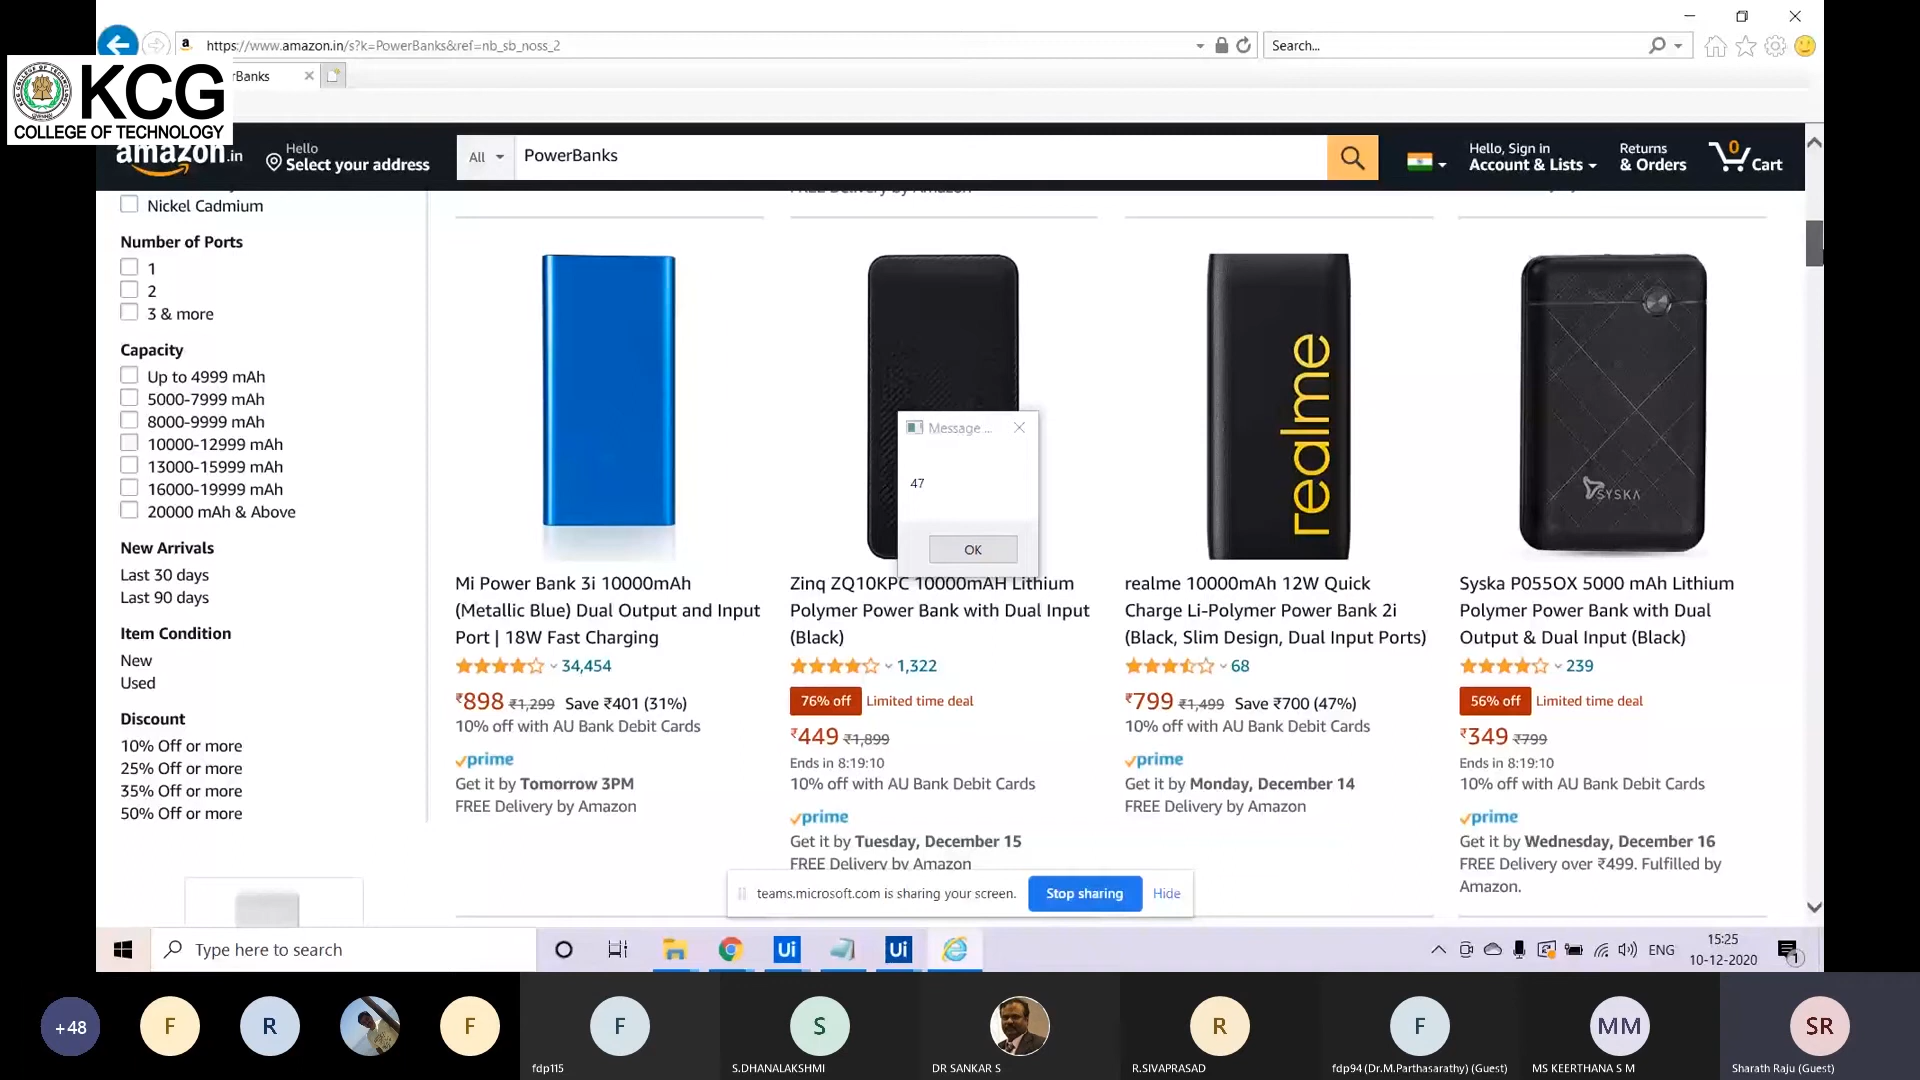 https://www.amazon.in/s?k=PowerBanks&ref=nb_sb_noss_2
Search...
rBanks
KCG
COLLEGE OF TECHNOLOGY
amazon.in
Hello
Select your address
All
PowerBanks
Hello, Sign in
Account & Lists
Returns
& Orders
0
Cart
FREE Delivery by Amazon
Nickel Cadmium
Number of Ports
1
2
3 & more
Capacity
Up to 4999 mAh
5000-7999 mAh
8000-9999 mAh
10000-12999 mAh
13000-15999 mAh
16000-19999 mAh
20000 mAh & Above
New Arrivals
Last 30 days
Last 90 days
Item Condition
New
Used
Discount
10% Off or more
25% Off or more
35% Off or more
50% Off or more
realme
SYSKA
Message ...
47
OK
Mi Power Bank 3i 10000mAh
(Metallic Blue) Dual Output and Input
Port | 18W Fast Charging
34,454
₹898 ₹1,299 Save ₹401 (31%)
10% off with AU Bank Debit Cards
prime
Get it by Tomorrow 3PM
FREE Delivery by Amazon
Zinq ZQ10KPC 10000mAH Lithium
Polymer Power Bank with Dual Input
(Black)
1,322
76% off Limited time deal
₹449 ₹1,899
Ends in 8:19:10
10% off with AU Bank Debit Cards
prime
Get it by Tuesday, December 15
FREE Delivery by Amazon
realme 10000mAh 12W Quick
Charge Li-Polymer Power Bank 2i
(Black, Slim Design, Dual Input Ports)
68
₹799 ₹1,499 Save ₹700 (47%)
10% off with AU Bank Debit Cards
prime
Get it by Monday, December 14
FREE Delivery by Amazon
Syska P055OX 5000 mAh Lithium
Polymer Power Bank with Dual
Output & Dual Input (Black)
239
56% off Limited time deal
₹349 ₹799
Ends in 8:19:10
10% off with AU Bank Debit Cards
prime
Get it by Wednesday, December 16
FREE Delivery over ₹499. Fulfilled by
Amazon.
teams.microsoft.com is sharing your screen.
Stop sharing
Hide
Type here to search
Ui
Ui
ENG
15:25
10-12-2020
1
+48
F
R
F
F
fdp115
S
S.DHANALAKSHMI
DR SANKAR S
R
R.SIVAPRASAD
F
fdp94 (Dr.M.Parthasarathy) (Guest)
MM
MS KEERTHANA S M
SR
Sharath Raju (Guest)